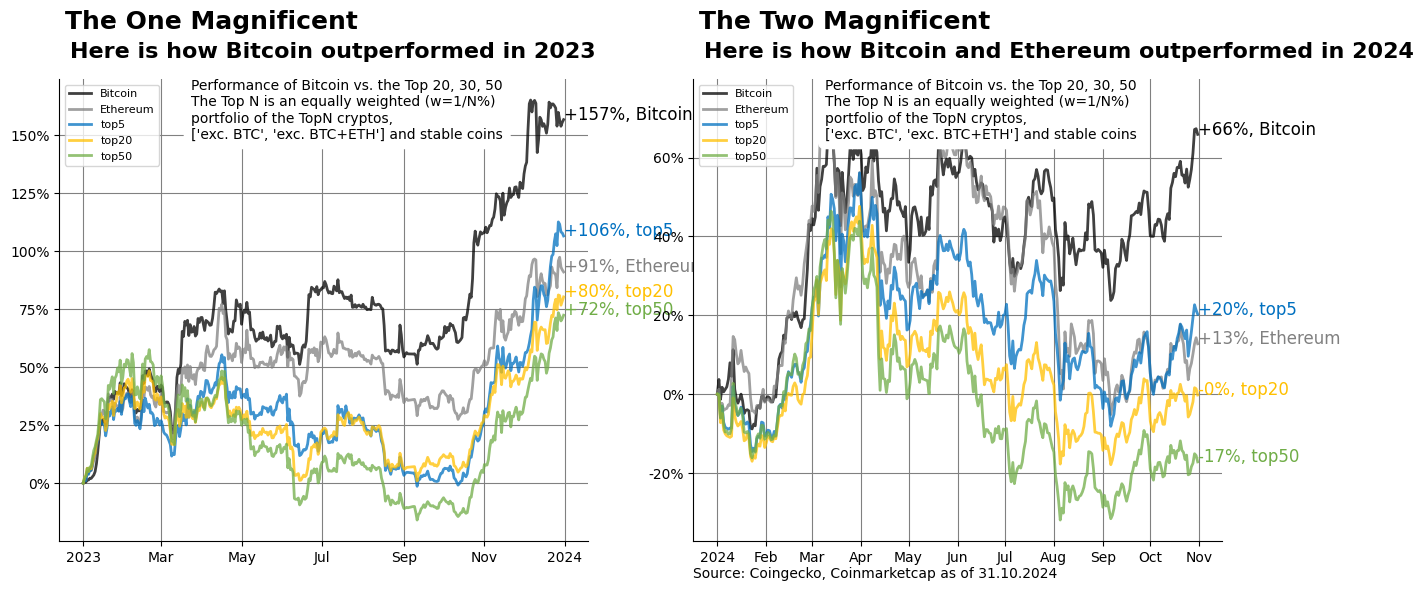 The One Magnificent
Here is how Bitcoin outperformed in 2023
Bitcoin
Ethereum
top5
top20
top50
Performance of Bitcoin vs. the Top 20, 30, 50
The Top N is an equally weighted (w=1/N%)
portfolio of the TopN cryptos,
['exc. BTC', 'exc. BTC+ETH'] and stable coins
150%
125%
100%
75%
50%
25%
0%
+157%, Bitcoin
+106%, top5
+91%, Ethereu
+80%, top20
+72%, top50
2023
Mar
May
Jul
Sep
Nov
2024
The Two Magnificent
Here is how Bitcoin and Ethereum outperformed in 2024
Bitcoin
Ethereum
top5
top20
top50
Performance of Bitcoin vs. the Top 20, 30, 50
The Top N is an equally weighted (w=1/N%)
portfolio of the TopN cryptos,
['exc. BTC', 'exc. BTC+ETH'] and stable coins
60%
40%
20%
0%
-20%
+66%, Bitcoin
+20%, top5
+13%, Ethereum
-0%, top20
-17%, top50
2024
Feb
Mar
Apr
May
Jun
Jul
Aug
Sep
Oct
Nov
Source: Coingecko, Coinmarketcap as of 31.10.2024